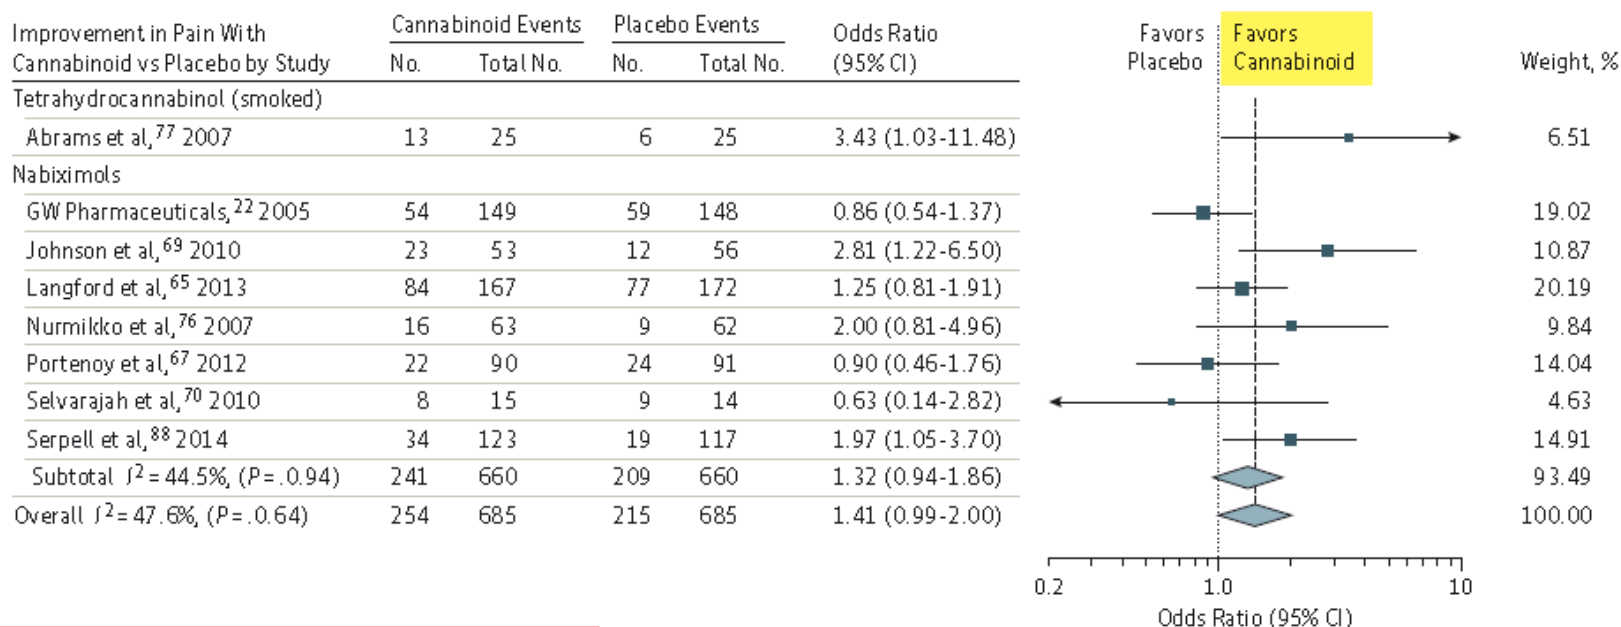 Improvement in Pain With Cannabinoid Events Placebo Events Odds Ratio Favors Favors
Cannabinoid vs Placebo by Study No. Total No. No. Total No. (95% CI) Placebo Cannabinoid Weight, %
Tetrahydrocannabinol (smoked)
Abrams et al,77 2007 13 25 6 25 3.43 (1.03-11.48) 6.51
Nabiximols
GW Pharmaceuticals,22 2005 54 149 59 148 0.86 (0.54-1.37) 19.02
Johnson et al,69 2010 23 53 12 56 2.81 (1.22-6.50) 10.87
Langford et al,65 2013 84 167 77 172 1.25 (0.81-1.91) 20.19
Nurmikko et al,76 2007 16 63 9 62 2.00 (0.81-4.96) 9.84
Portenoy et al,67 2012 22 90 24 91 0.90 (0.46-1.76) 14.04
Selvarajah et al,70 2010 8 15 9 14 0.63 (0.14-2.82) 4.63
Serpell et al,88 2014 34 123 19 117 1.97 (1.05-3.70) 14.91
Subtotal I2 = 44.5%, (P = .0.94) 241 660 209 660 1.32 (0.94-1.86) 93.49
Overall I2 = 47.6%, (P = .0.64) 254 685 215 685 1.41 (0.99-2.00) 100.00
0.2 1.0 10
Odds Ratio (95% CI)